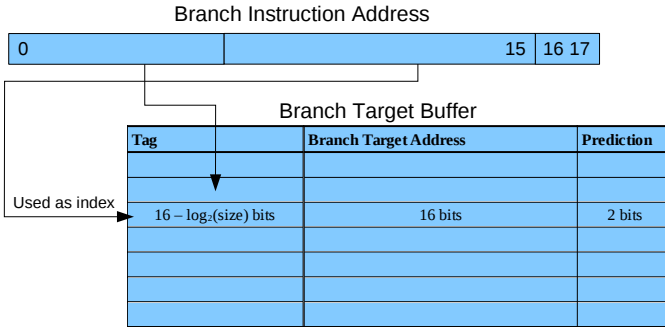 Branch Instruction Address
0 15 16 17
Branch Target Buffer
Tag Branch Target Address Prediction
Used as index
16 – log₂(size) bits 16 bits 2 bits